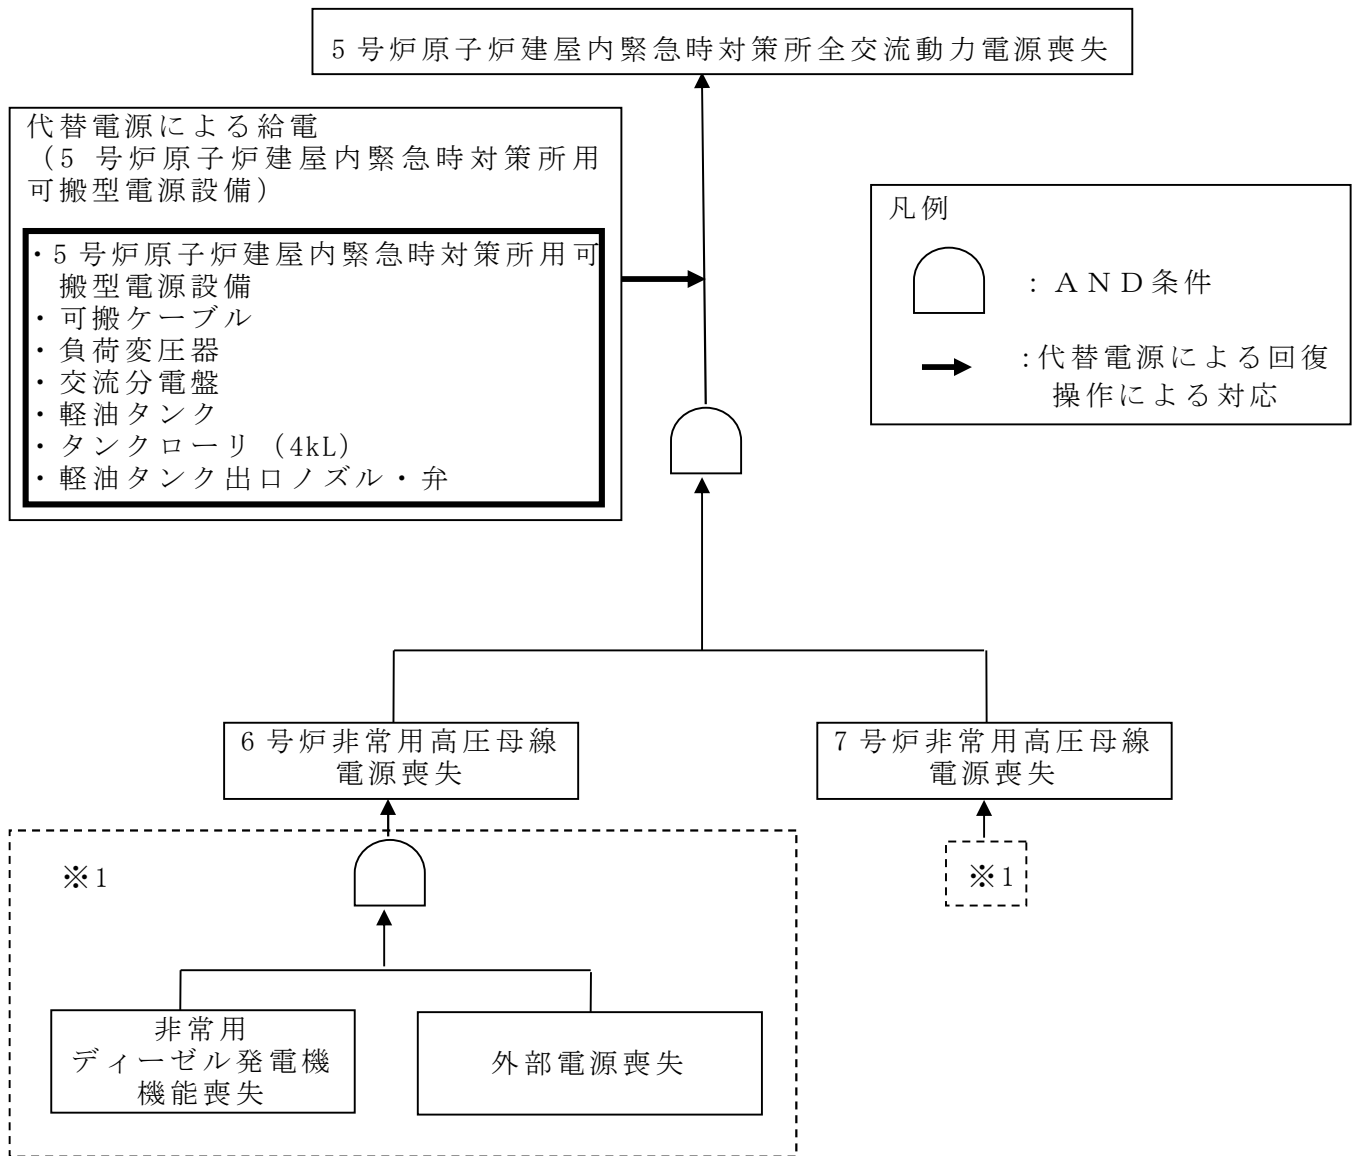 5号炉原子炉建屋内緊急時対策所全交流動力電源喪失
代替電源による給電
（5 号炉原子炉建屋内緊急時対策所用
可搬型電源設備）
・5号炉原子炉建屋内緊急時対策所用可
搬型電源設備
・可搬ケーブル
・負荷変圧器
・交流分電盤
・軽油タンク
・タンクローリ（4kL）
・軽油タンク出口ノズル・弁
凡例
：ＡＮＤ条件
：代替電源による回復
操作による対応
6号炉非常用高圧母線
電源喪失
7号炉非常用高圧母線
電源喪失
※1
※1
非常用
ディーゼル発電機
機能喪失
外部電源喪失